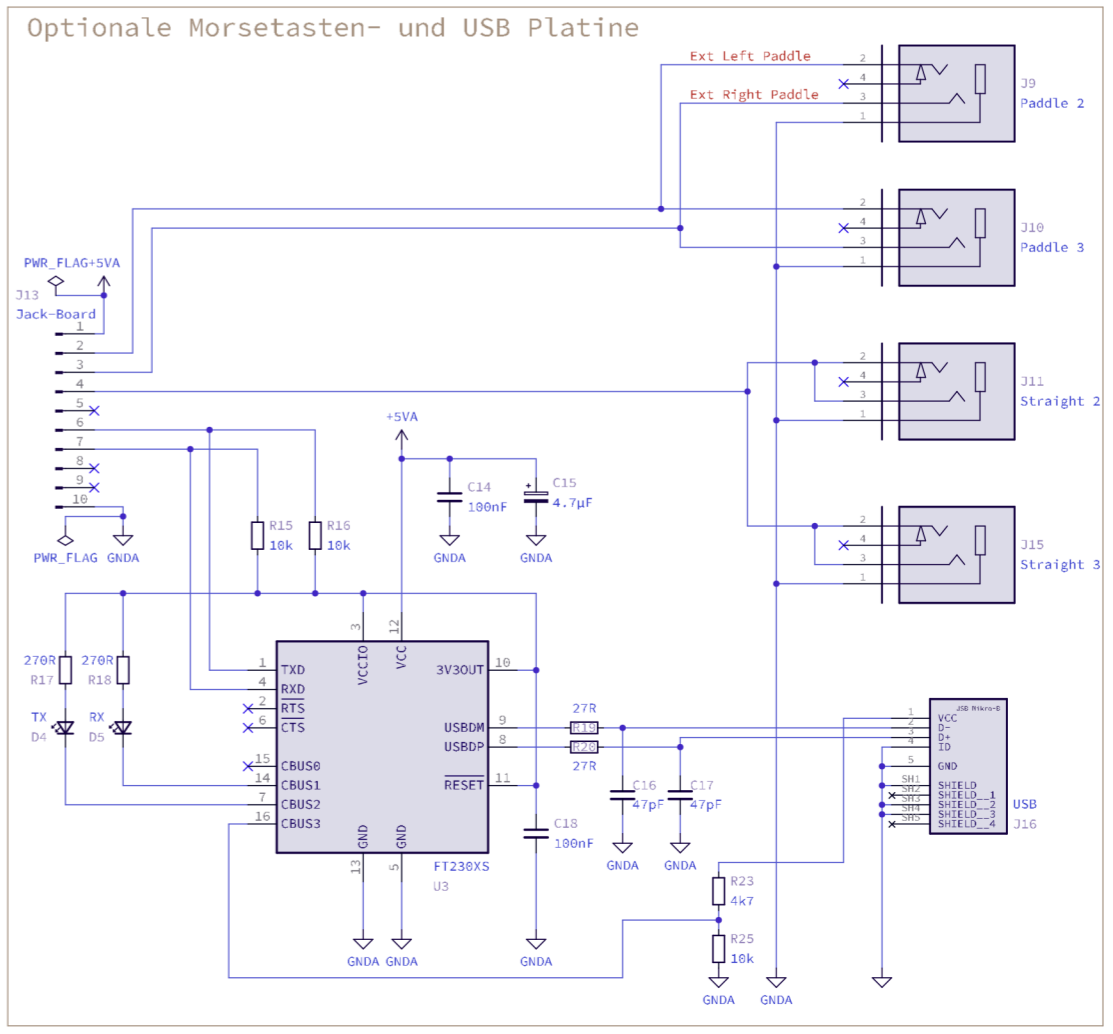 Optionale Morsetasten- und USB Platine
Ext Left Paddle
2
4
Ext Right Paddle
3
1
J9
Paddle 2
2
4
3
1
J10
Paddle 3
PWR_FLAG+5VA
J13
Jack-Board
1
2
3
4
5
6
7
8
9
10
PWR_FLAG GNDA
2
4
3
1
J11
Straight 2
2
4
3
1
J15
Straight 3
+5VA
C14
100nF
C15
4.7µF
GNDA
GNDA
R15
10k
R16
10k
270R
R17
270R
R18
TX
D4
RX
D5
3
VCCIO
12
VCC
1
TXD
4
RXD
2
RTS
6
CTS
15
CBUS0
14
CBUS1
7
CBUS2
16
CBUS3
3V3OUT
10
USBDM
9
USBDP
8
RESET
11
GND
13
GND
5
FT230XS
U3
GNDA GNDA
27R
R19
R20
27R
C16
47pF
C17
47pF
GNDA
GNDA
C18
100nF
GNDA
R23
4k7
R25
10k
GNDA
GNDA
USB Mikro-B
1
VCC
2
D-
3
D+
4
ID
5
GND
SH1
SHIELD
SH2
SHIELD__1
SH3
SHIELD__2
SH4
SHIELD__3
SH5
SHIELD__4
USB
J16